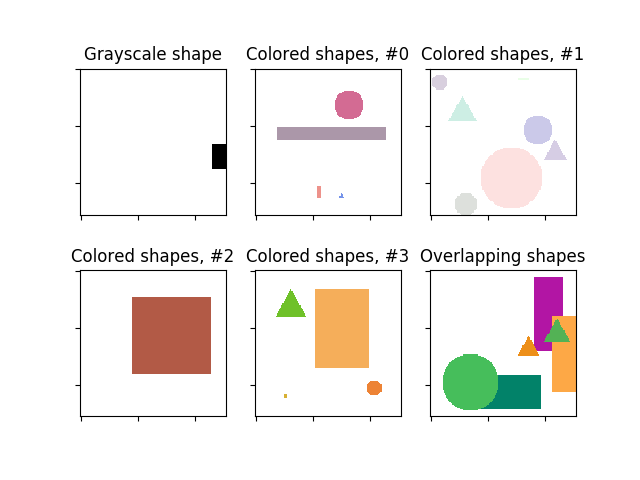 Grayscale shape
Colored shapes, #0
Colored shapes, #1
Colored shapes, #2
Colored shapes, #3
Overlapping shapes